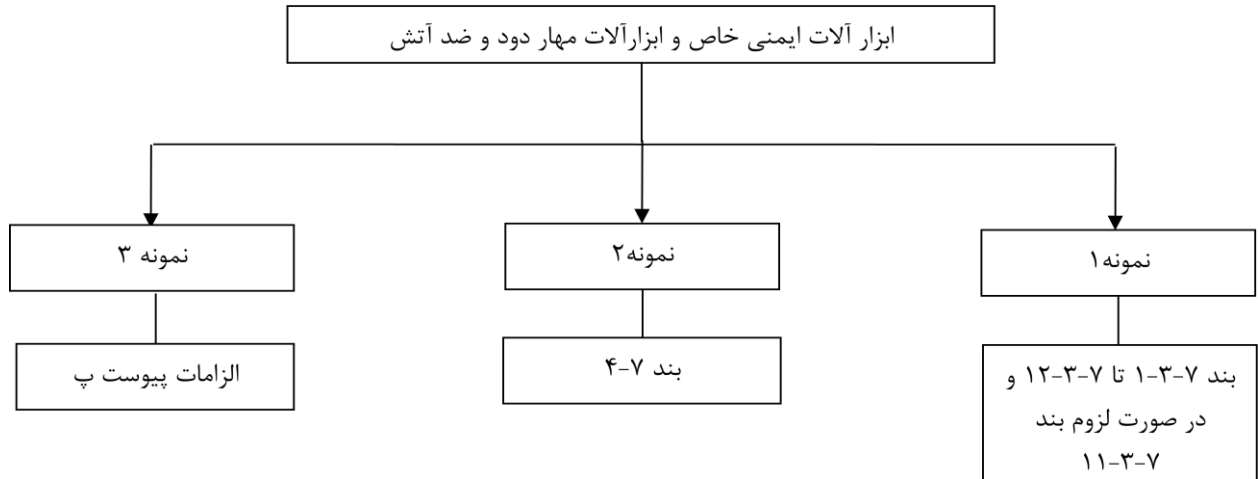 ابزار آلات ایمنی خاص و ابزارآلات مهار دود و ضد آتش
نمونه۱
نمونه۲
نمونه ۳
بند ۷-۳-۱ تا ۷-۳-۱۲ و
در صورت لزوم بند
۷-۳-۱۱
بند ۷-۴
الزامات پیوست پ